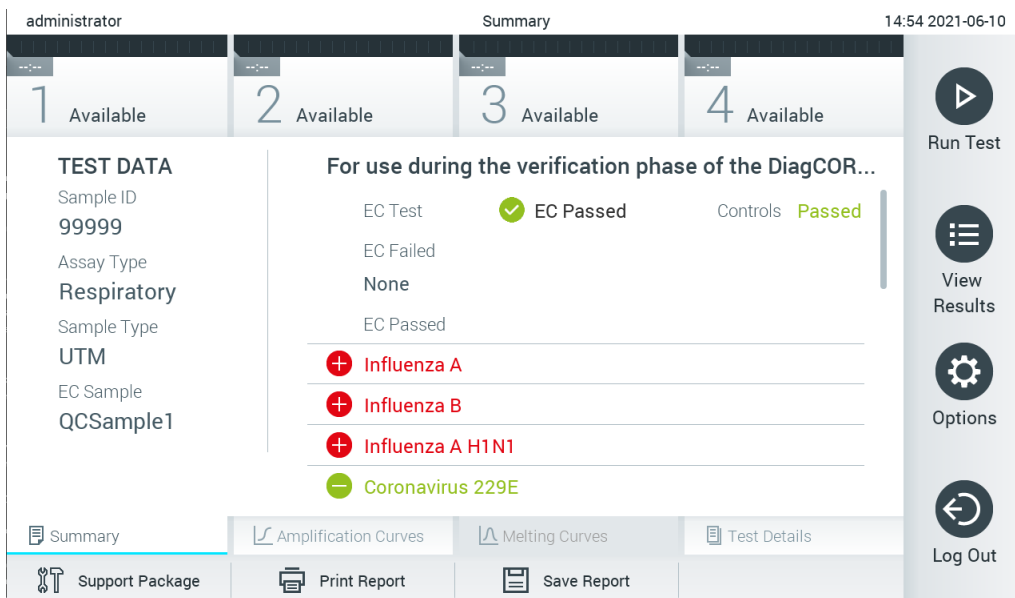 administrator
Summary
14:54 2021-06-10
--:--
--:--
--:--
--:--
1 Available
2 Available
3 Available
4 Available
Run Test
View
Results
Options
Log Out
TEST DATA
Sample ID
99999
Assay Type
Respiratory
Sample Type
UTM
EC Sample
QCSample1
For use during the verification phase of the DiagCOR...
EC Test EC Passed Controls Passed
EC Failed
None
EC Passed
Influenza A
Influenza B
Influenza A H1N1
Coronavirus 229E
Summary
Amplification Curves
Melting Curves
Test Details
Support Package
Print Report
Save Report